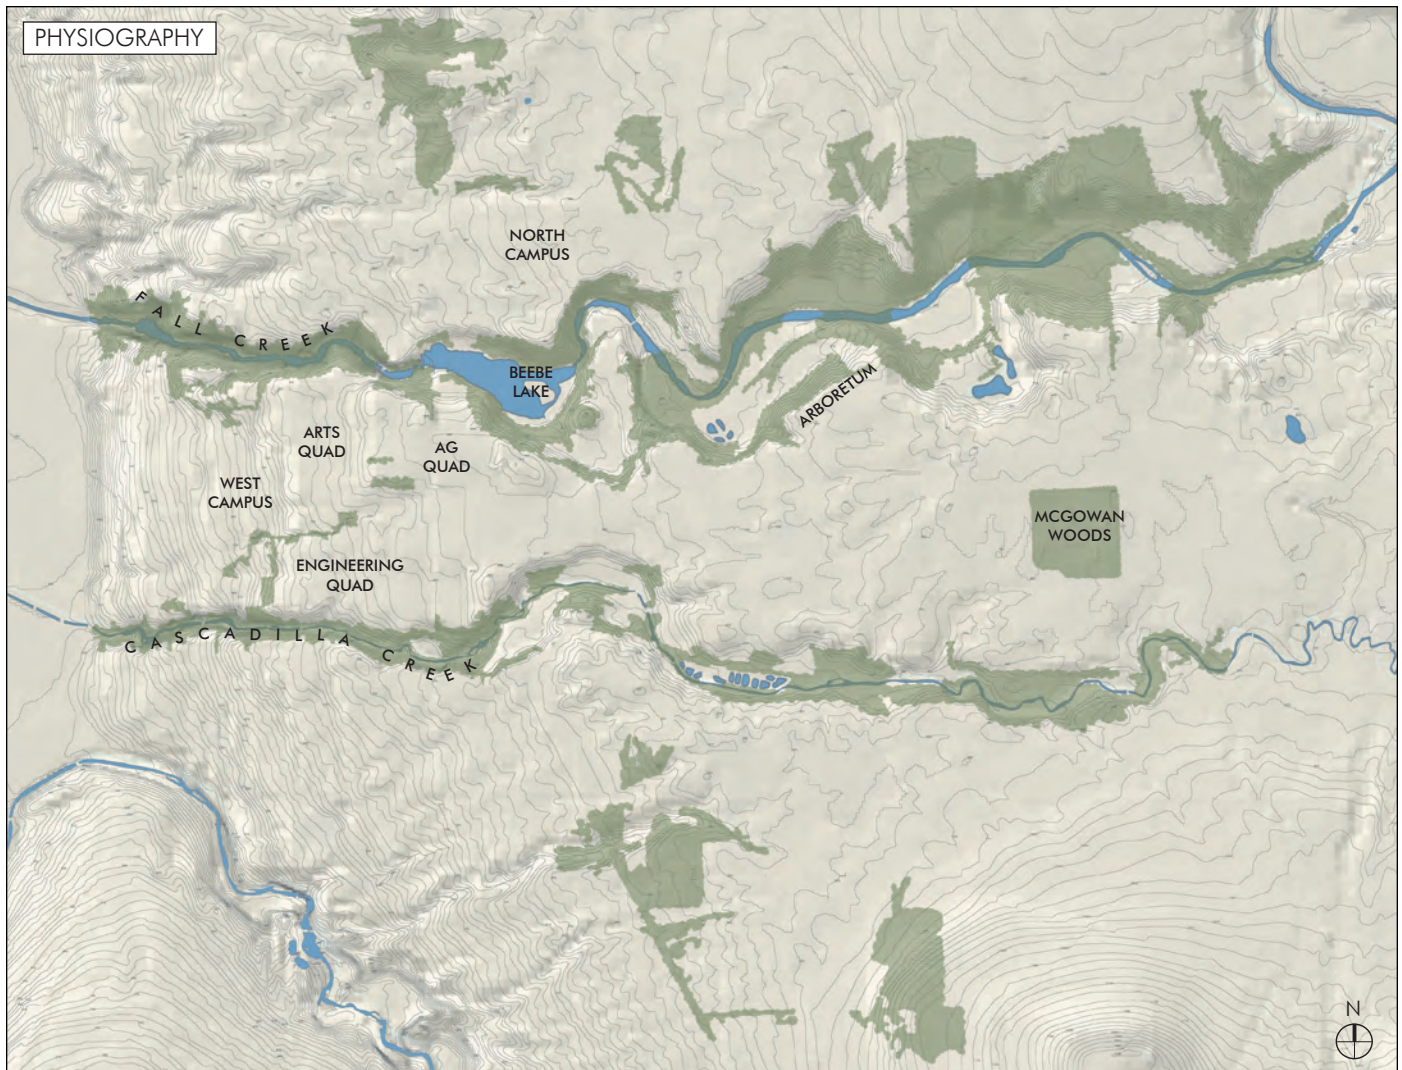 PHYSIOGRAPHY
NORTH
CAMPUS
FALL CREEK
BEEBE
LAKE
ARBORETUM
ARTS
QUAD
AG
QUAD
WEST
CAMPUS
MCGOWAN
WOODS
ENGINEERING
QUAD
CASCADILLA CREEK
N